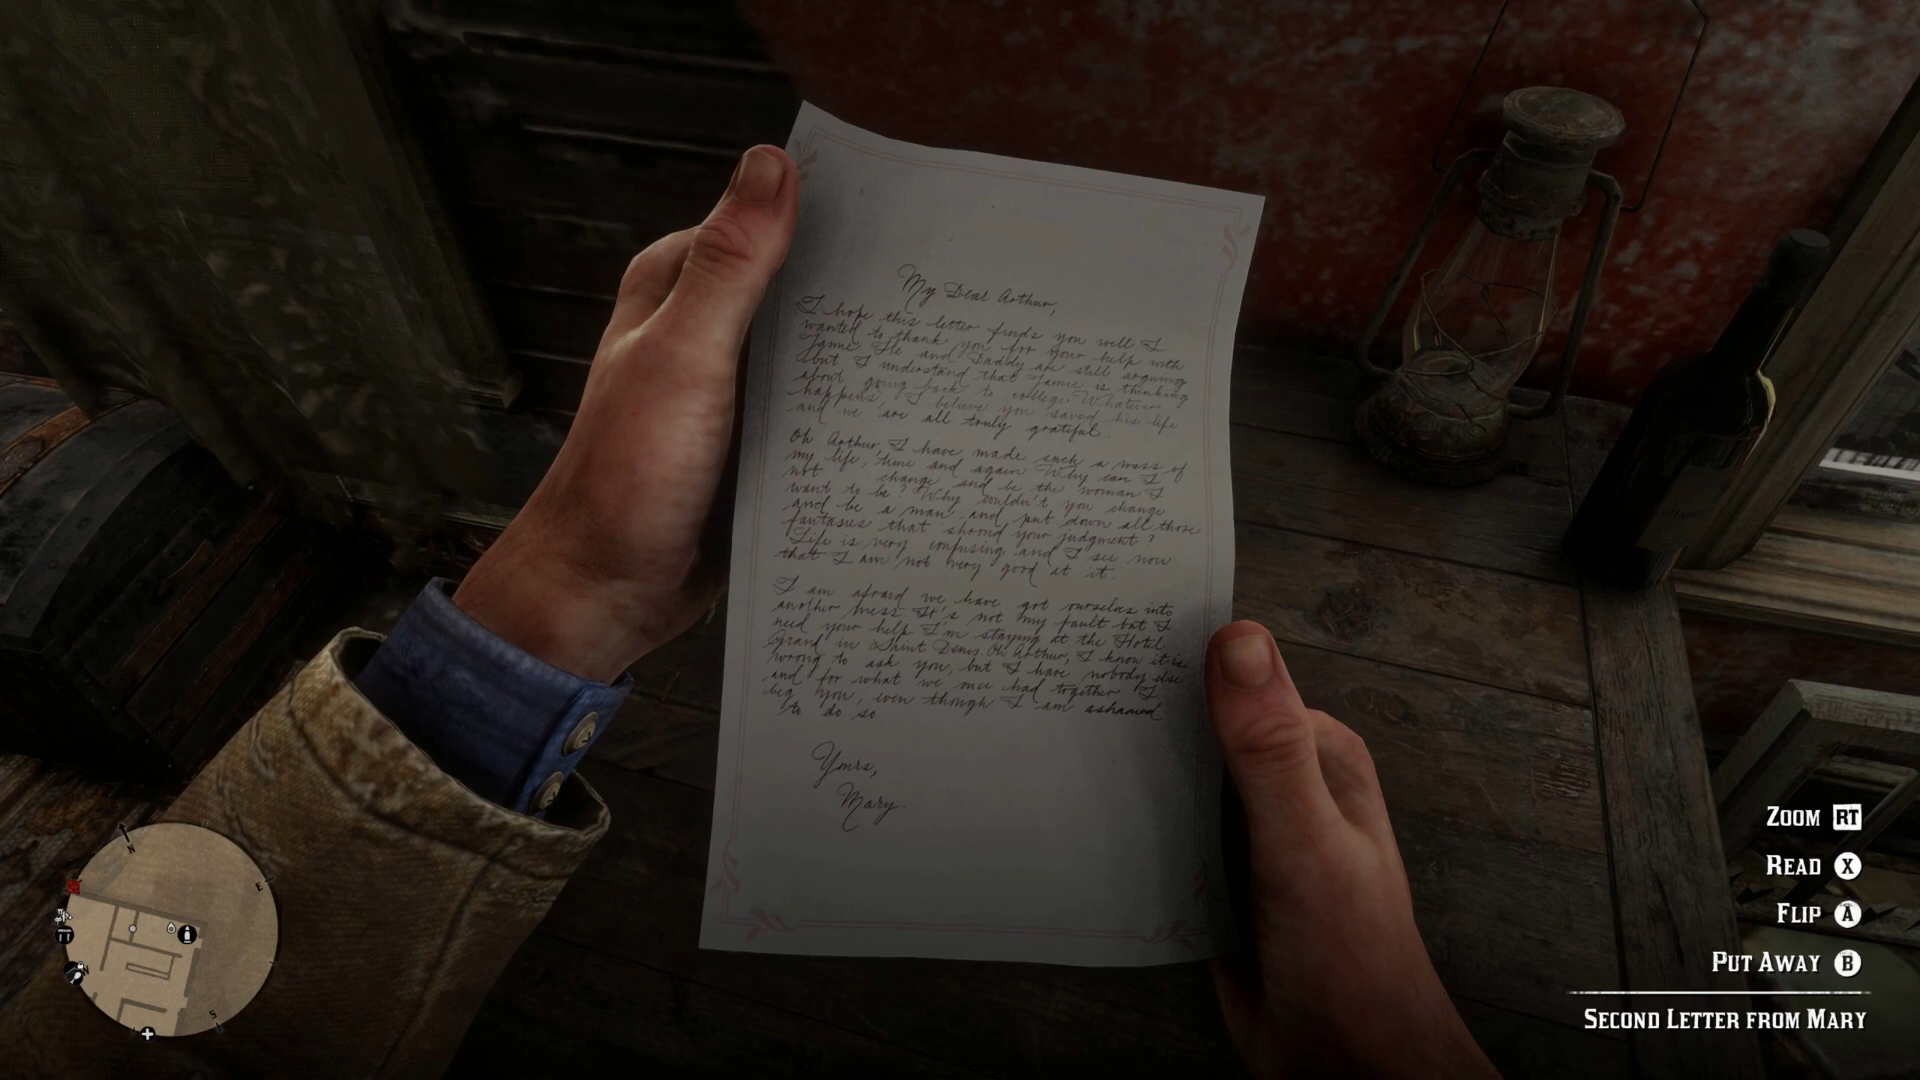 My Dear Arthur,
I hope this letter finds you well I
wanted to thank you for your help with
Jamie He and Daddy are still arguing
but I understand that Jamie is thinking
about going back to college. Whatever
happens, I believe you saved his life
and we are all truly grateful.
Oh Arthur, I have made such a mess of
my life, time and again Why can I
not change and be the woman I
want to be? Why couldn't you change
and be a man and put down all those
fantasies that shroud your judgment?
Life is very confusing and I see now
that I am not very good at it.
I am afraid we have got ourselves into
another mess It's not my fault but I
need your help I'm staying at the Hotel
Grand in Saint Denis. Oh Arthur, I know it is
wrong to ask you, but I have nobody else
and for what we once had together I
beg you, even though I am ashamed
to do so
Yours,
Mary.
N
E
S
ZOOM RT
READ X
FLIP A
PUT AWAY B
SECOND LETTER FROM MARY